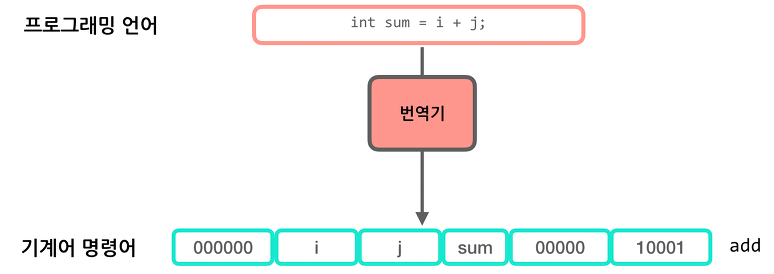 프로그래밍 언어
int sum = i + j;
번역기
기계어 명령어
000000 i j sum 00000 10001 add